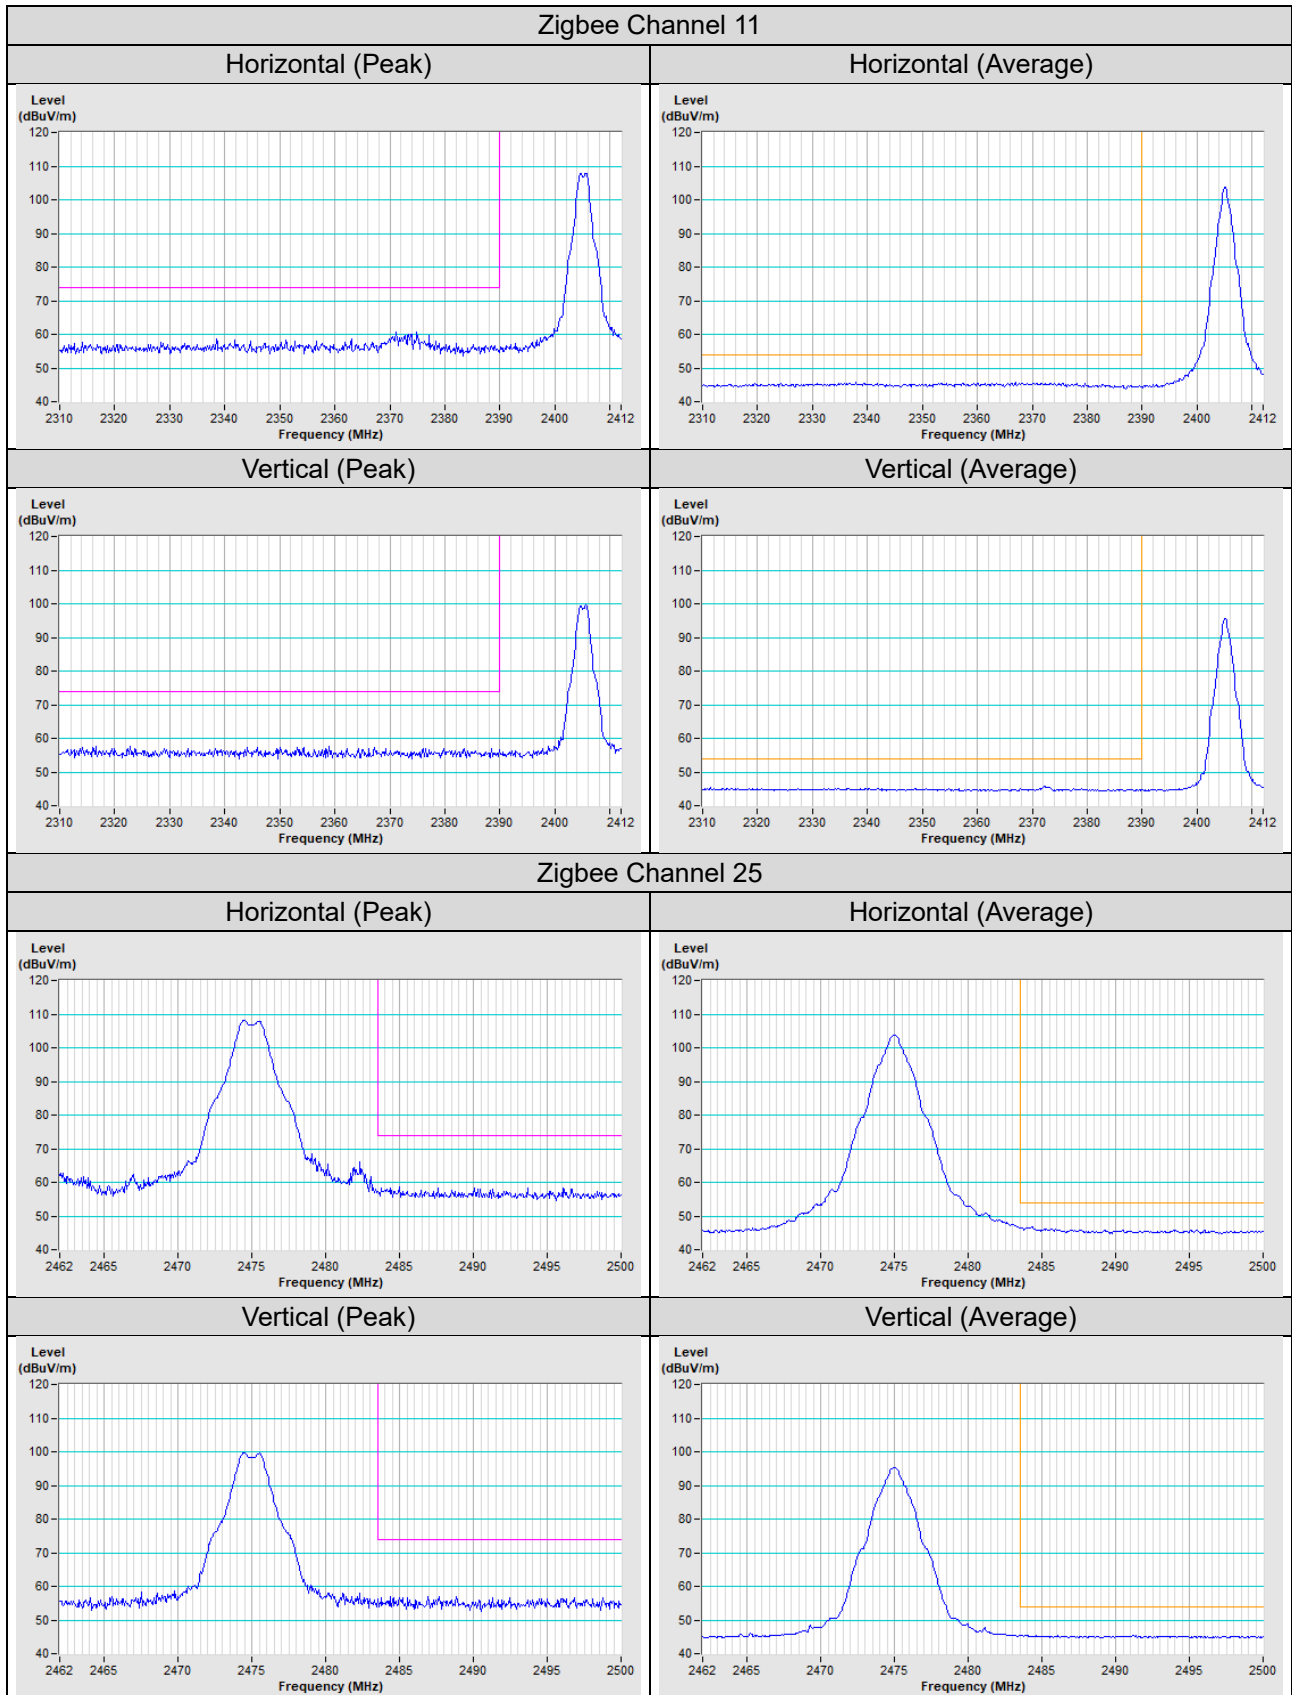 Zigbee Channel 11
Horizontal (Peak)
Horizontal (Average)
Level
(dBuV/m)
120
110
100
90
80
70
60
50
40
2310 2320 2330 2340 2350 2360 2370 2380 2390 2400 2412
Frequency (MHz)
Level
(dBuV/m)
120
110
100
90
80
70
60
50
40
2310 2320 2330 2340 2350 2360 2370 2380 2390 2400 2412
Frequency (MHz)
Vertical (Peak)
Vertical (Average)
Level
(dBuV/m)
120
110
100
90
80
70
60
50
40
2310 2320 2330 2340 2350 2360 2370 2380 2390 2400 2412
Frequency (MHz)
Level
(dBuV/m)
120
110
100
90
80
70
60
50
40
2310 2320 2330 2340 2350 2360 2370 2380 2390 2400 2412
Frequency (MHz)
Zigbee Channel 25
Horizontal (Peak)
Horizontal (Average)
Level
(dBuV/m)
120
110
100
90
80
70
60
50
40
2462 2465 2470 2475 2480 2485 2490 2495 2500
Frequency (MHz)
Level
(dBuV/m)
120
110
100
90
80
70
60
50
40
2462 2465 2470 2475 2480 2485 2490 2495 2500
Frequency (MHz)
Vertical (Peak)
Vertical (Average)
Level
(dBuV/m)
120
110
100
90
80
70
60
50
40
2462 2465 2470 2475 2480 2485 2490 2495 2500
Frequency (MHz)
Level
(dBuV/m)
120
110
100
90
80
70
60
50
40
2462 2465 2470 2475 2480 2485 2490 2495 2500
Frequency (MHz)